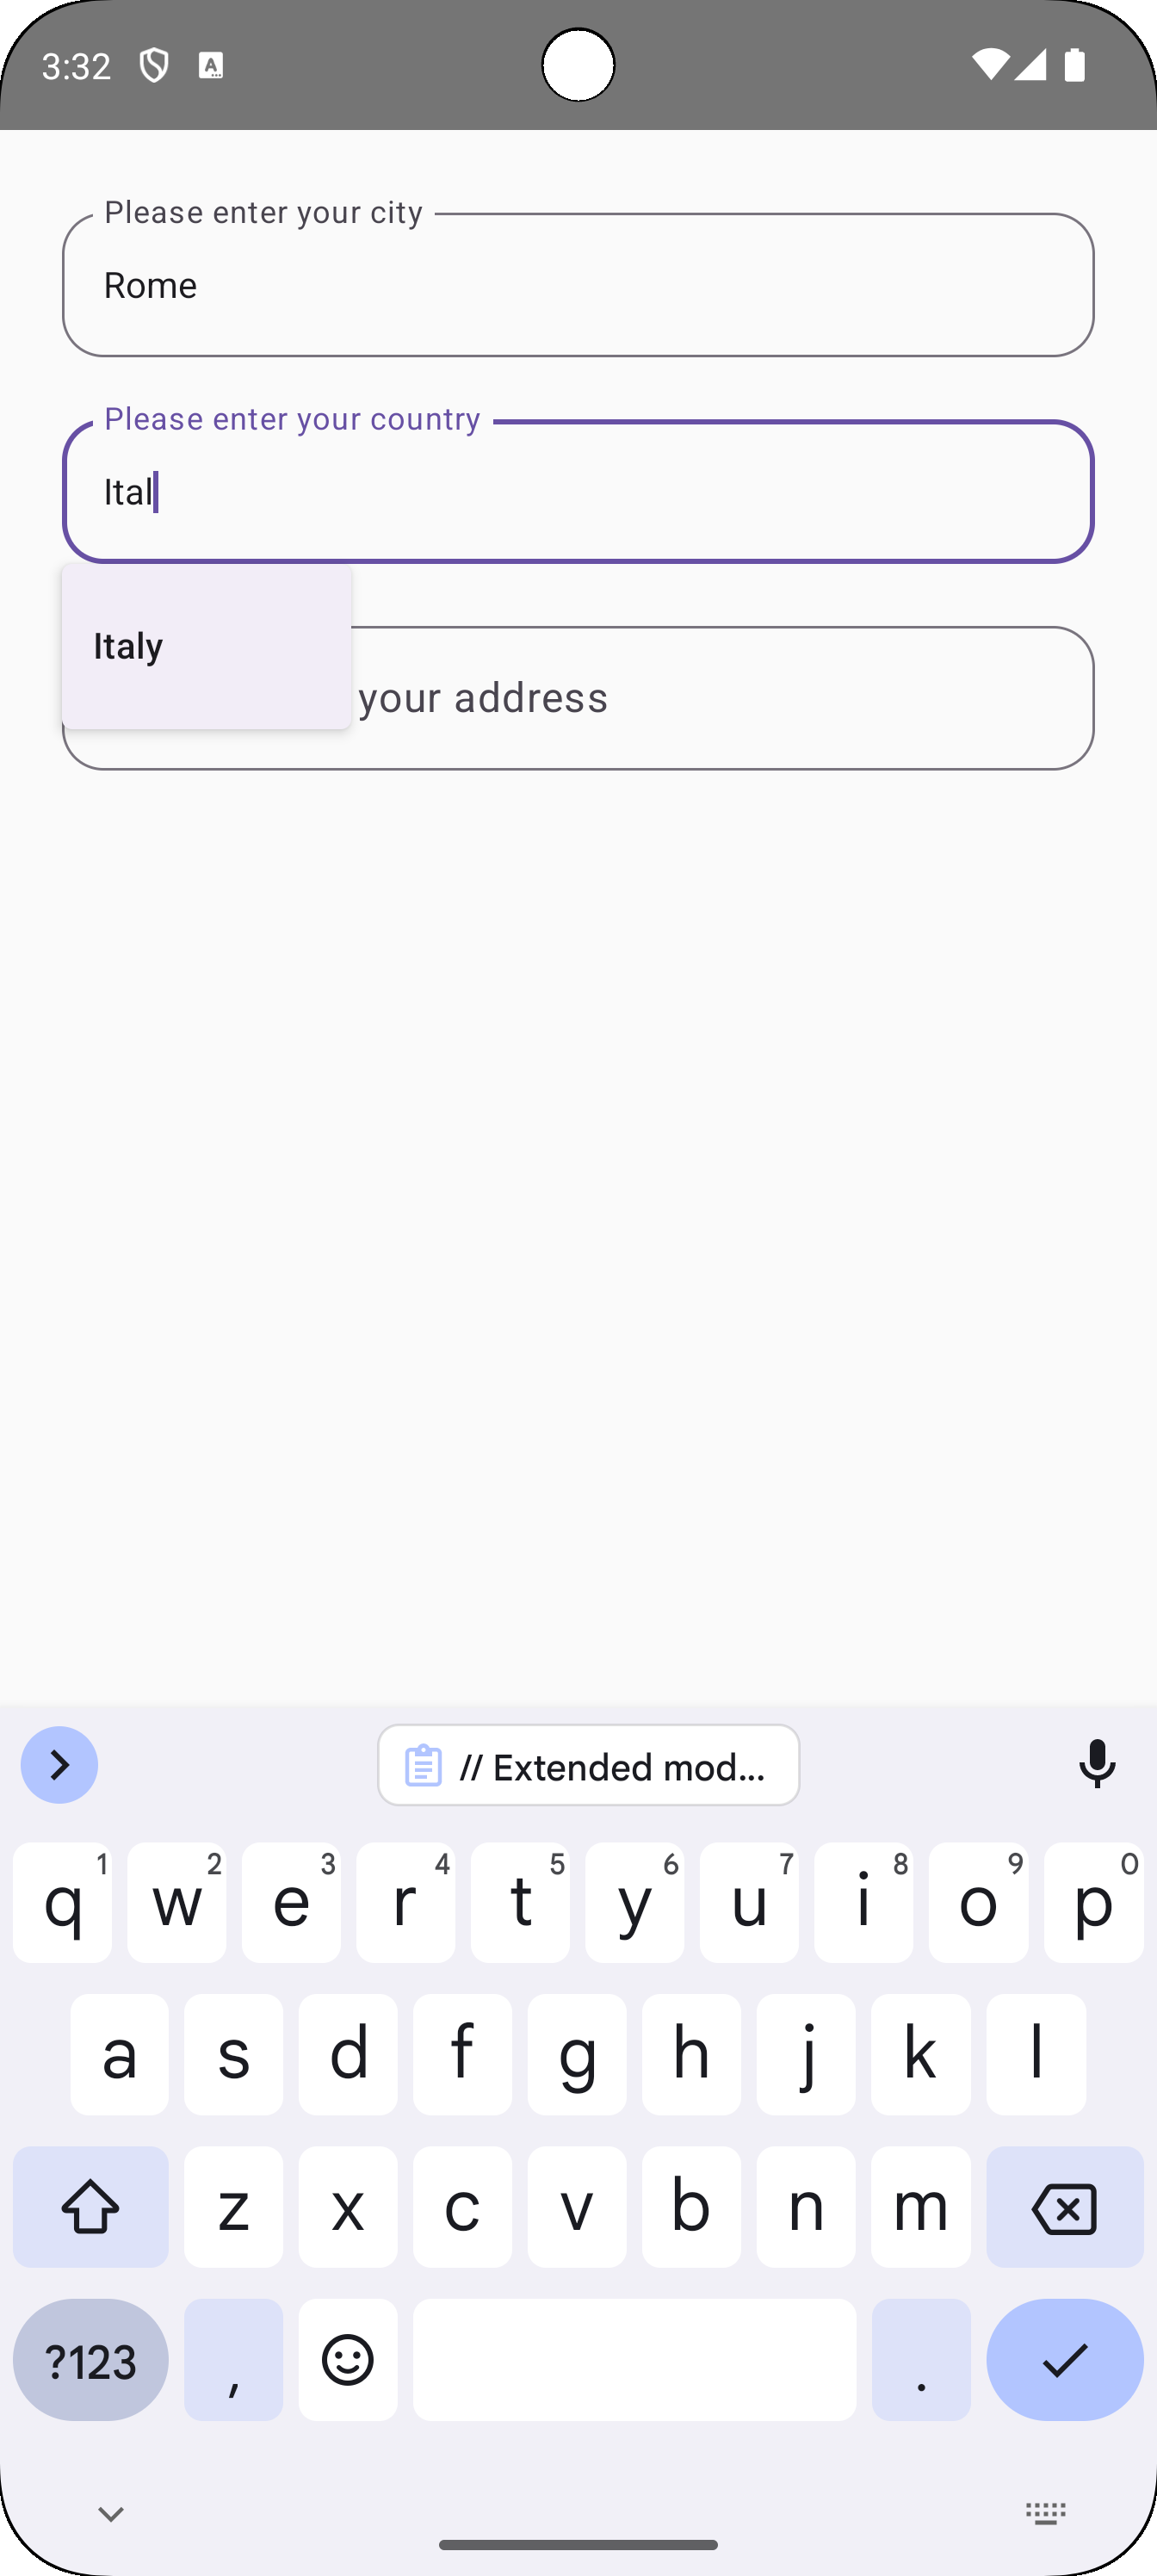 3:32
Please enter your city
Rome
Please enter your country
Ital
Italy
your address
// Extended mod...
q 1 w 2 e 3 r 4 t 5 y 6 u 7 i 8 o 9 p 0
a s d f g h j k l
z x c v b n m
?123 , .